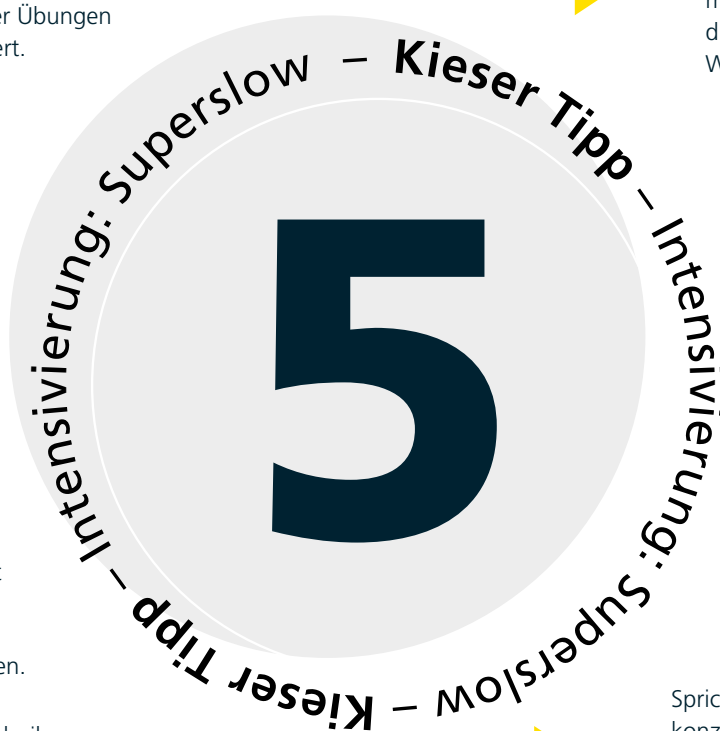 er Übungen
ert.
Kieser Tipp – Intensivierung: Superslow – Kieser Tipp – Intensivierung: Superslow –
5
en.
Spric